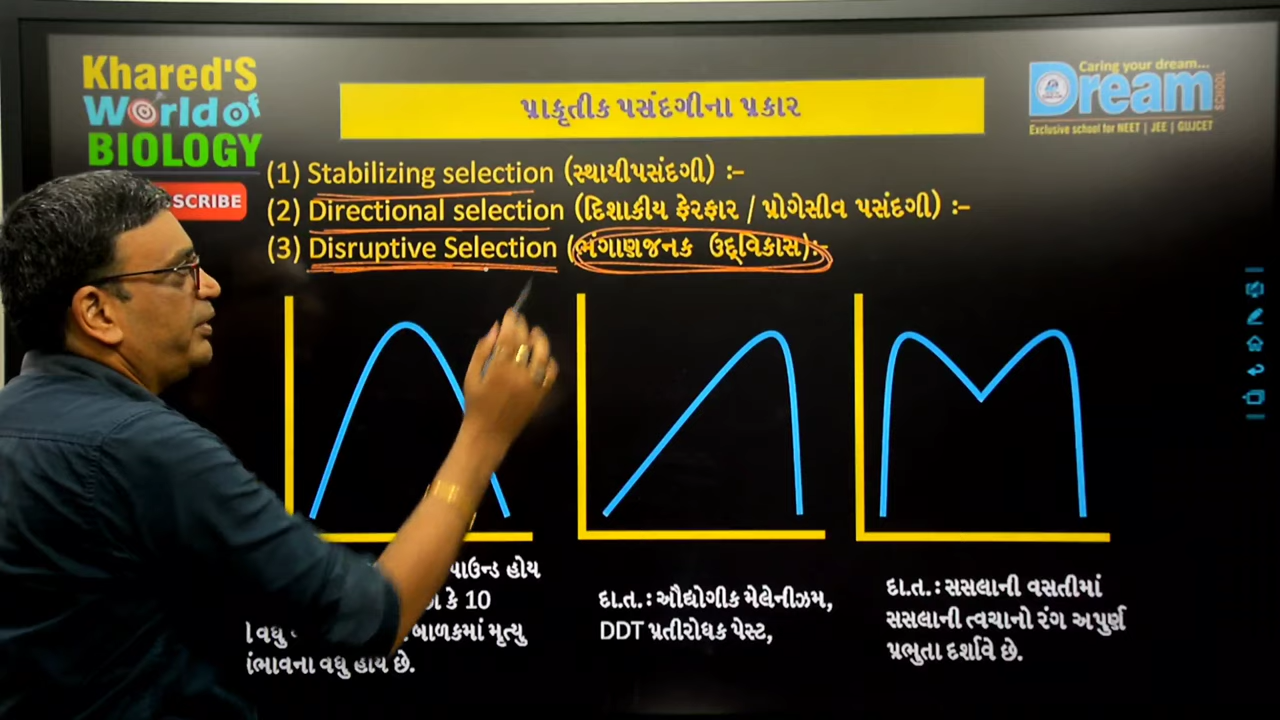 Khared'S
World of
BIOLOGY
SCRIBE
પ્રાકૃતીક પસંદગીના પ્રકાર
Caring your dream...
Dream
SCHOOL
Exclusive school for NEET | JEE | GUJCET
(1) Stabilizing selection (સ્થાયીપસંદગી) :-
(2) Directional selection (દિશાકીય ફેરફાર / પ્રોગેસીવ પસંદગી) :-
(3) Disruptive Selection (ભંગાણજનક ઉદ્દવિકાસ):-
પાઉન્ડ હોય
કે 10
વધુ
બાળકમાં મૃત્યુ
વધુ હોય છે.
દા.ત. : ઔદ્યોગીક મેલેનીઝમ,
DDT પ્રતીરોધક પેસ્ટ,
દા.ત. : સસલાની વસતીમાં
સસલાની ત્વચાનો રંગ અપુર્ણ
પ્રભુતા દર્શાવે છે.